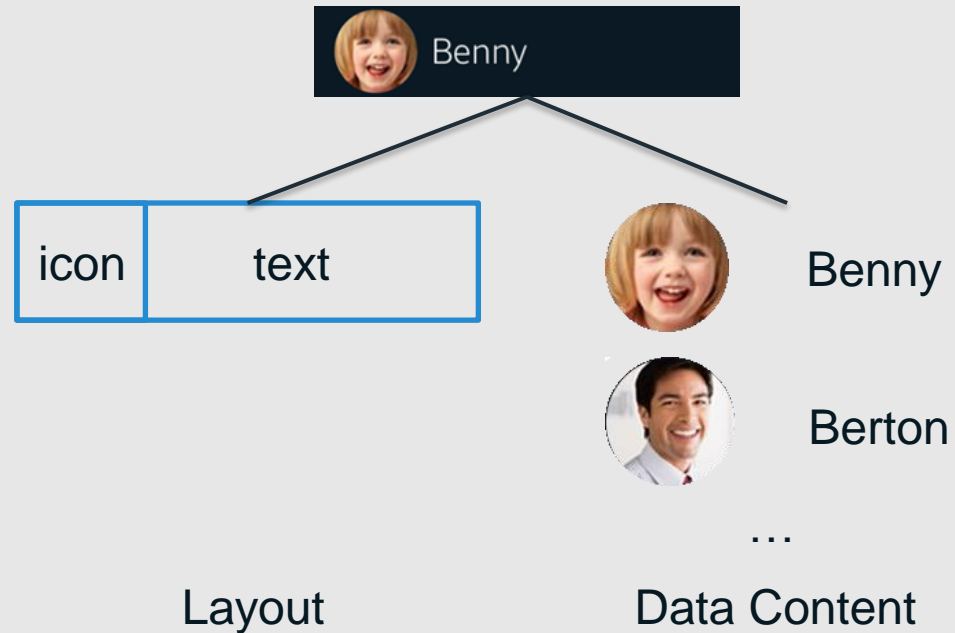 Benny
icon text
Benny
Berton
…
Layout
Data Content